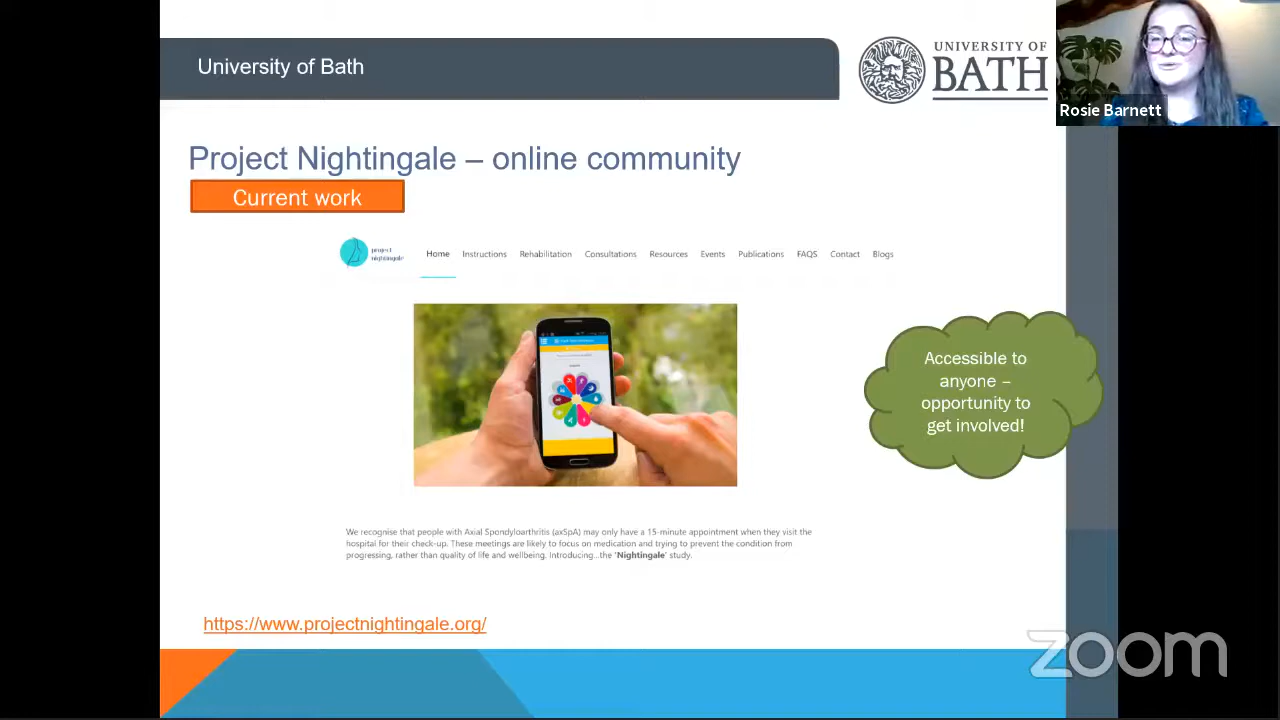 University of Bath
UNIVERSITY OF
BATH
Rosie Barnett
Project Nightingale – online community
Current work
project
nightingale
Home Instructions Rehabilitation Consultations Resources Events Publications FAQS Contact Blogs
Accessible to
anyone –
opportunity to
get involved!
We recognise that people with Axial Spondyloarthritis (axSpA) may only have a 15-minute appointment when they visit the
hospital for their check-up. These meetings are likely to focus on medication and trying to prevent the condition from
progressing, rather than quality of life and wellbeing. Introducing...the 'Nightingale' study.
https://www.projectnightingale.org/
zoom